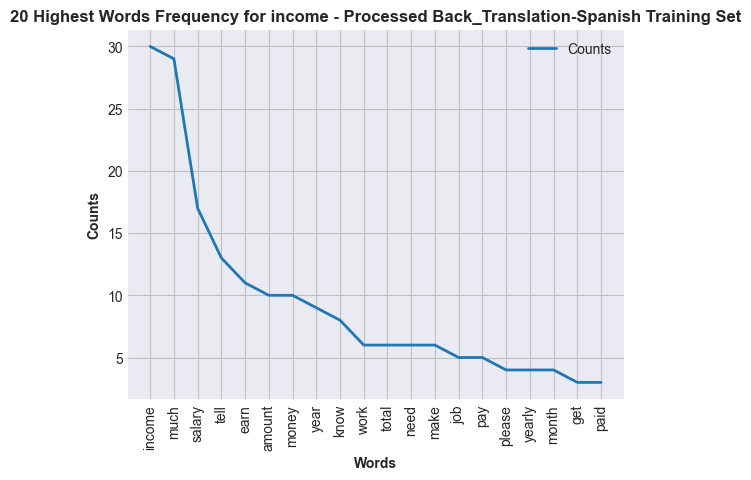 20 Highest Words Frequency for income - Processed Back_Translation-Spanish Training Set
Counts
30
25
20
15
10
5
Counts
income
much
salary
tell
earn
amount
money
year
know
work
total
need
make
job
pay
please
yearly
month
get
paid
Words